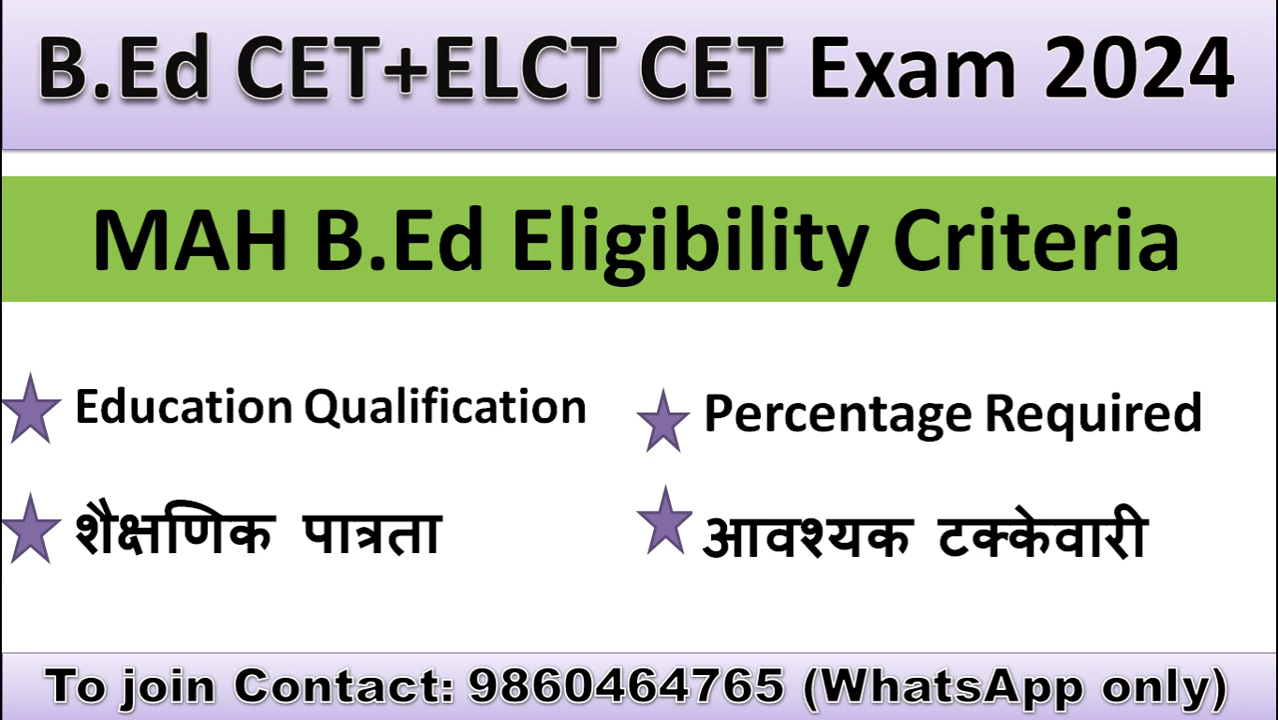 B.Ed CET+ELCT CET Exam 2024
MAH B.Ed Eligibility Criteria
Education Qualification
Percentage Required
शैक्षणिक पात्रता
आवश्यक टक्केवारी
To join Contact: 9860464765 (WhatsApp only)